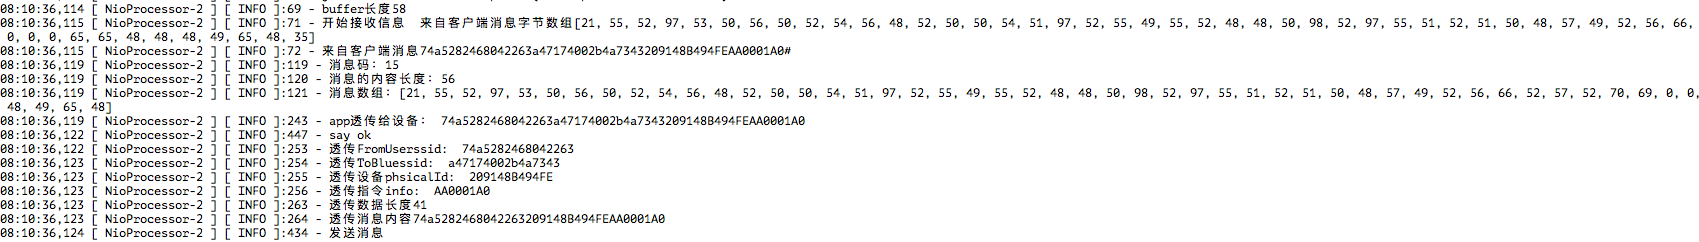 08:10:36,114 [ NioProcessor-2 ] [ INFO ]:69 - buffer长度58
08:10:36,115 [ NioProcessor-2 ] [ INFO ]:71 - 开始接收信息  来自客户端消息字节数组[21, 55, 52, 97, 53, 50, 56, 50, 52, 54, 56, 48, 52, 50, 50, 54, 51, 97, 52, 55, 49, 55, 52, 48, 48, 50, 98, 52, 97, 55, 51, 52, 51, 50, 48, 57, 49, 52, 56, 66,
0, 0, 0, 65, 65, 48, 48, 48, 49, 65, 48, 35]
08:10:36,115 [ NioProcessor-2 ] [ INFO ]:72 - 来自客户端消息74a5282468042263a47174002b4a7343209148B494FEAA0001A0#
08:10:36,119 [ NioProcessor-2 ] [ INFO ]:119 - 消息码：15
08:10:36,119 [ NioProcessor-2 ] [ INFO ]:120 - 消息的内容长度：56
08:10:36,119 [ NioProcessor-2 ] [ INFO ]:121 - 消息数组：[21, 55, 52, 97, 53, 50, 56, 50, 52, 54, 56, 48, 52, 50, 50, 54, 51, 97, 52, 55, 49, 55, 52, 48, 48, 50, 98, 52, 97, 55, 51, 52, 51, 50, 48, 57, 49, 52, 56, 66, 52, 57, 52, 70, 69, 0, 0,
48, 49, 65, 48]
08:10:36,119 [ NioProcessor-2 ] [ INFO ]:243 - app透传给设备： 74a5282468042263a47174002b4a7343209148B494FEAA0001A0
08:10:36,122 [ NioProcessor-2 ] [ INFO ]:447 - say ok
08:10:36,122 [ NioProcessor-2 ] [ INFO ]:253 - 透传FromUserssid:  74a5282468042263
08:10:36,123 [ NioProcessor-2 ] [ INFO ]:254 - 透传ToBluessid:  a47174002b4a7343
08:10:36,123 [ NioProcessor-2 ] [ INFO ]:255 - 透传设备phsicalId:  209148B494FE
08:10:36,123 [ NioProcessor-2 ] [ INFO ]:256 - 透传指令info:  AA0001A0
08:10:36,123 [ NioProcessor-2 ] [ INFO ]:263 - 透传数据长度41
08:10:36,123 [ NioProcessor-2 ] [ INFO ]:264 - 透传消息内容74a5282468042263209148B494FEAA0001A0
08:10:36,124 [ NioProcessor-2 ] [ INFO ]:434 - 发送消息